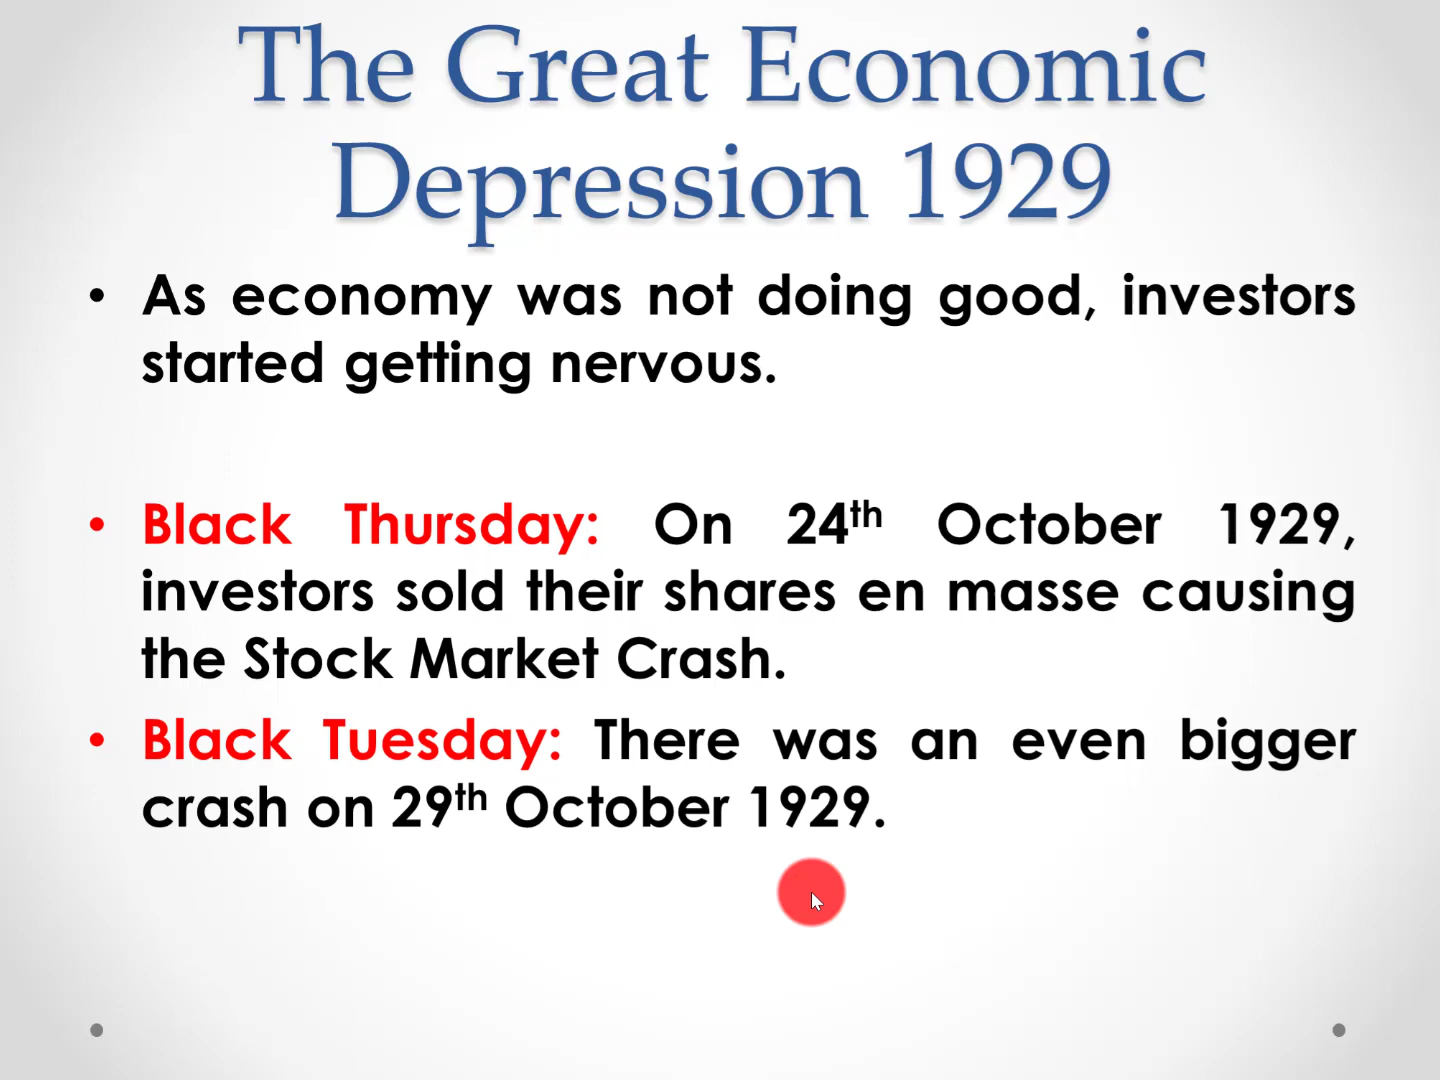 The Great Economic
Depression 1929
• As economy was not doing good, investors
started getting nervous.
• Black Thursday: On 24th October 1929,
investors sold their shares en masse causing
the Stock Market Crash.
• Black Tuesday: There was an even bigger
crash on 29th October 1929.